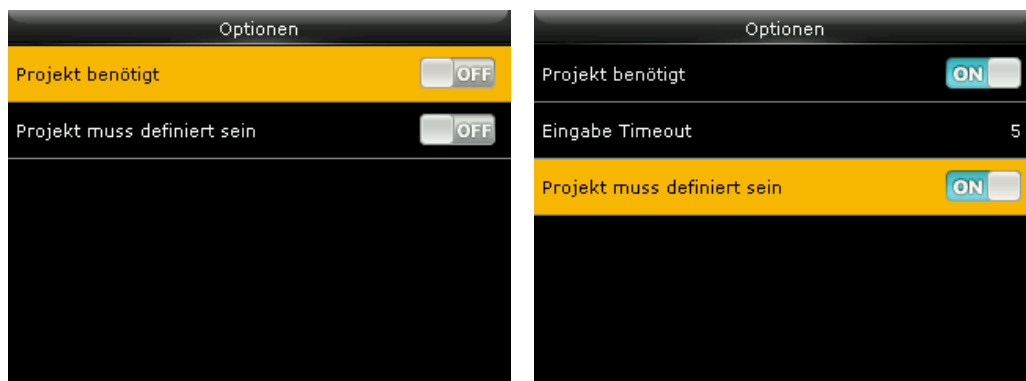 Optionen
Projekt benötigt OFF
Projekt muss definiert sein OFF
Optionen
Projekt benötigt ON
Eingabe Timeout 5
Projekt muss definiert sein ON